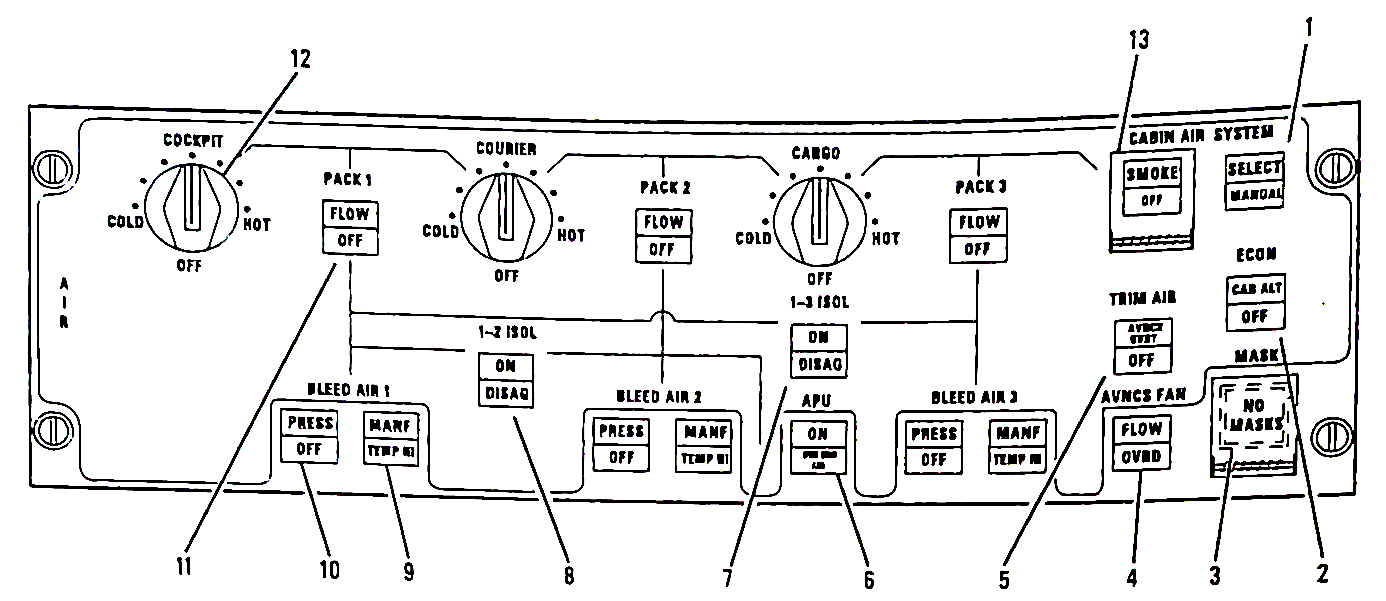 1
13
12
COCKPIT
COLD
HOT
OFF
PACK 1
FLOW
OFF
COURIER
COLD
HOT
OFF
PACK 2
FLOW
OFF
CARGO
COLD
HOT
OFF
PACK 3
FLOW
OFF
CABIN AIR SYSTEM
SMOKE
OFF
SELECT
MANUAL
ECON
CAB ALT
OFF
AIR
1-2 ISOL
ON
DISAG
1-3 ISOL
ON
DISAG
TRIM AIR
AVNCS
OFF
MASK
NO
MASKS
BLEED AIR 1
PRESS
OFF
MANF
TEMP HI
BLEED AIR 2
PRESS
OFF
MANF
TEMP HI
APU
ON
BLEED AIR 3
PRESS
OFF
MANF
TEMP HI
AVNCS FAN
FLOW
OVRD
11
10
9
8
7
6
5
4
3
2